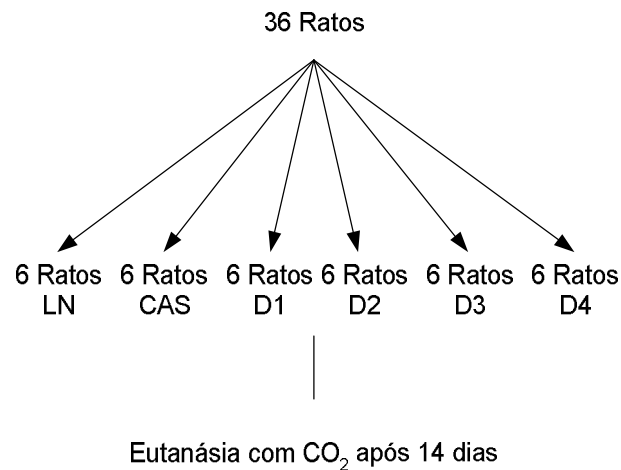 36 Ratos
6 Ratos 6 Ratos 6 Ratos 6 Ratos 6 Ratos 6 Ratos
LN CAS D1 D2 D3 D4
Eutanásia com CO₂ após 14 dias